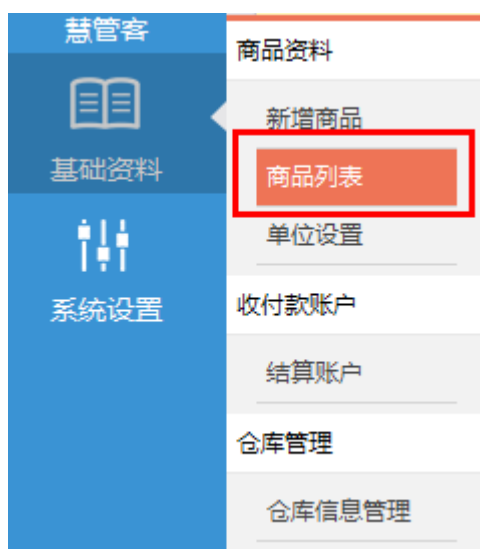 慧管客
基础资料
系统设置
商品资料
新增商品
商品列表
单位设置
收付款账户
结算账户
仓库管理
仓库信息管理